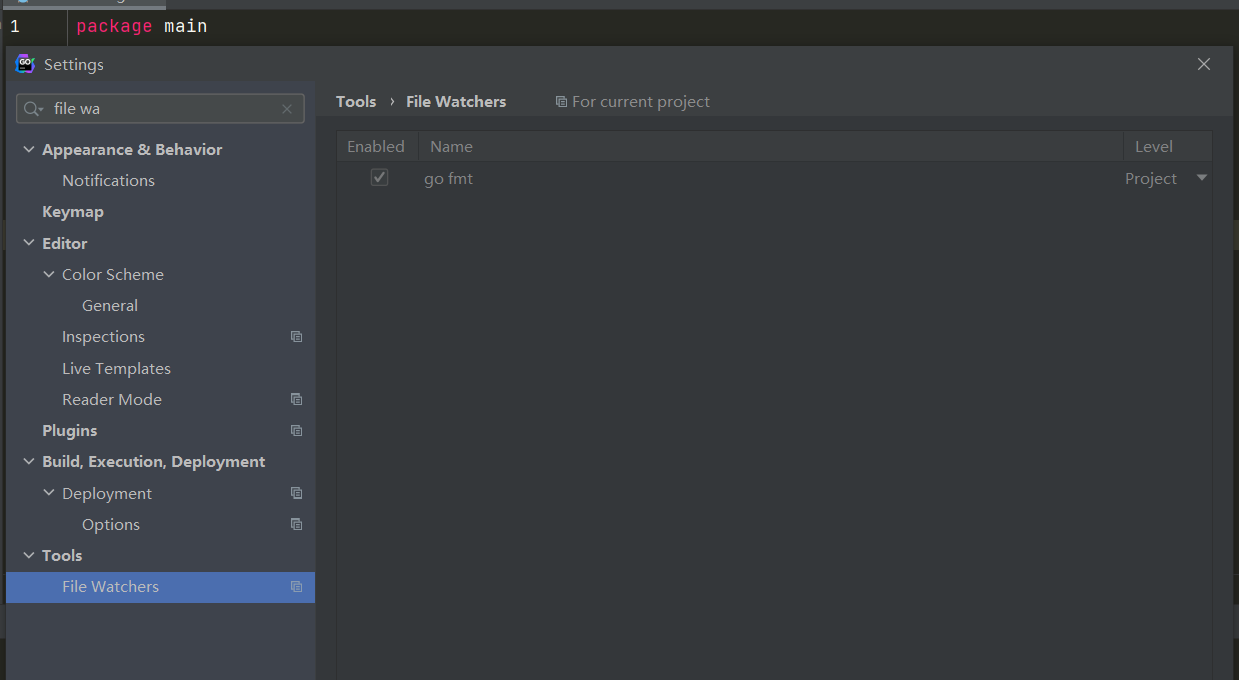 1 package main
GO
Settings
file wa
Tools › File Watchers For current project
Enabled Name Level
go fmt Project
Appearance & Behavior
Notifications
Keymap
Editor
Color Scheme
General
Inspections
Live Templates
Reader Mode
Plugins
Build, Execution, Deployment
Deployment
Options
Tools
File Watchers